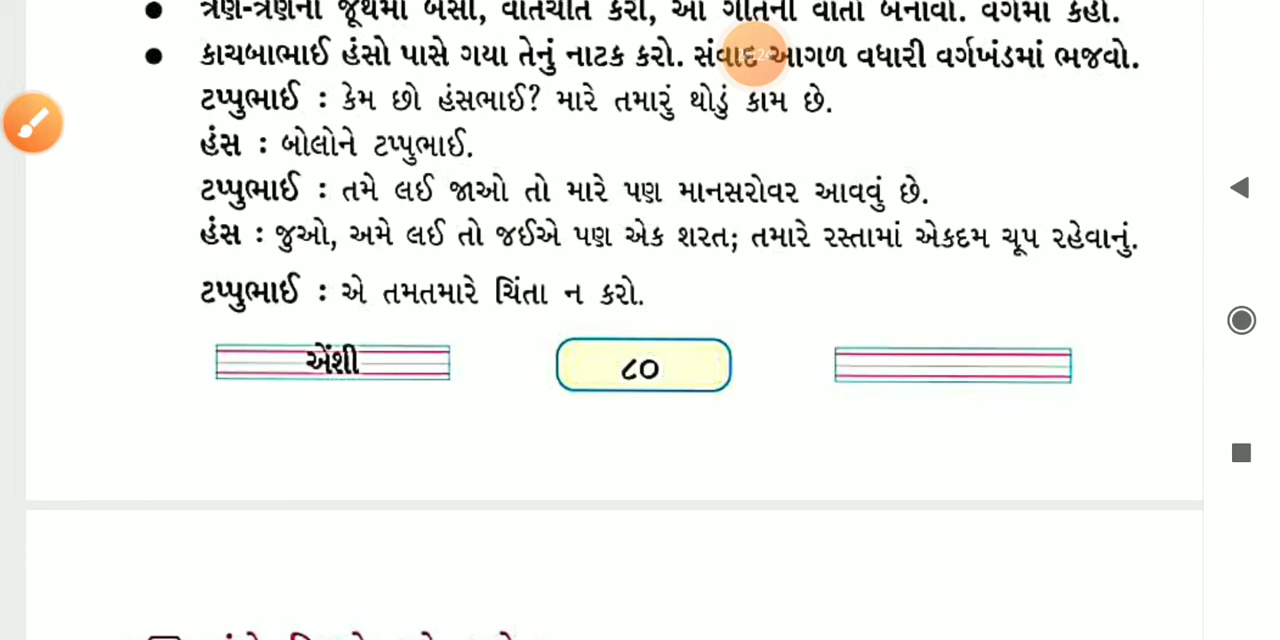 ત્રણ-ત્રણના જૂથમાં બેસી, વાતચીત કરી, આ ગીતની વાર્તા બનાવો. વર્ગમાં કહો.
કાચબાભાઈ હંસો પાસે ગયા તેનું નાટક કરો. સંવાદ આગળ વધારી વર્ગખંડમાં ભજવો.
ટપ્પુભાઈ : કેમ છો હંસભાઈ? મારે તમારું થોડું કામ છે.
હંસ : બોલોને ટપ્પુભાઈ.
ટપ્પુભાઈ : તમે લઈ જાઓ તો મારે પણ માનસરોવર આવવું છે.
હંસ : જુઓ, અમે લઈ તો જઈએ પણ એક શરત; તમારે રસ્તામાં એકદમ ચૂપ રહેવાનું.
ટપ્પુભાઈ : એ તમતમારે ચિંતા ન કરો.
એંશી ૮૦